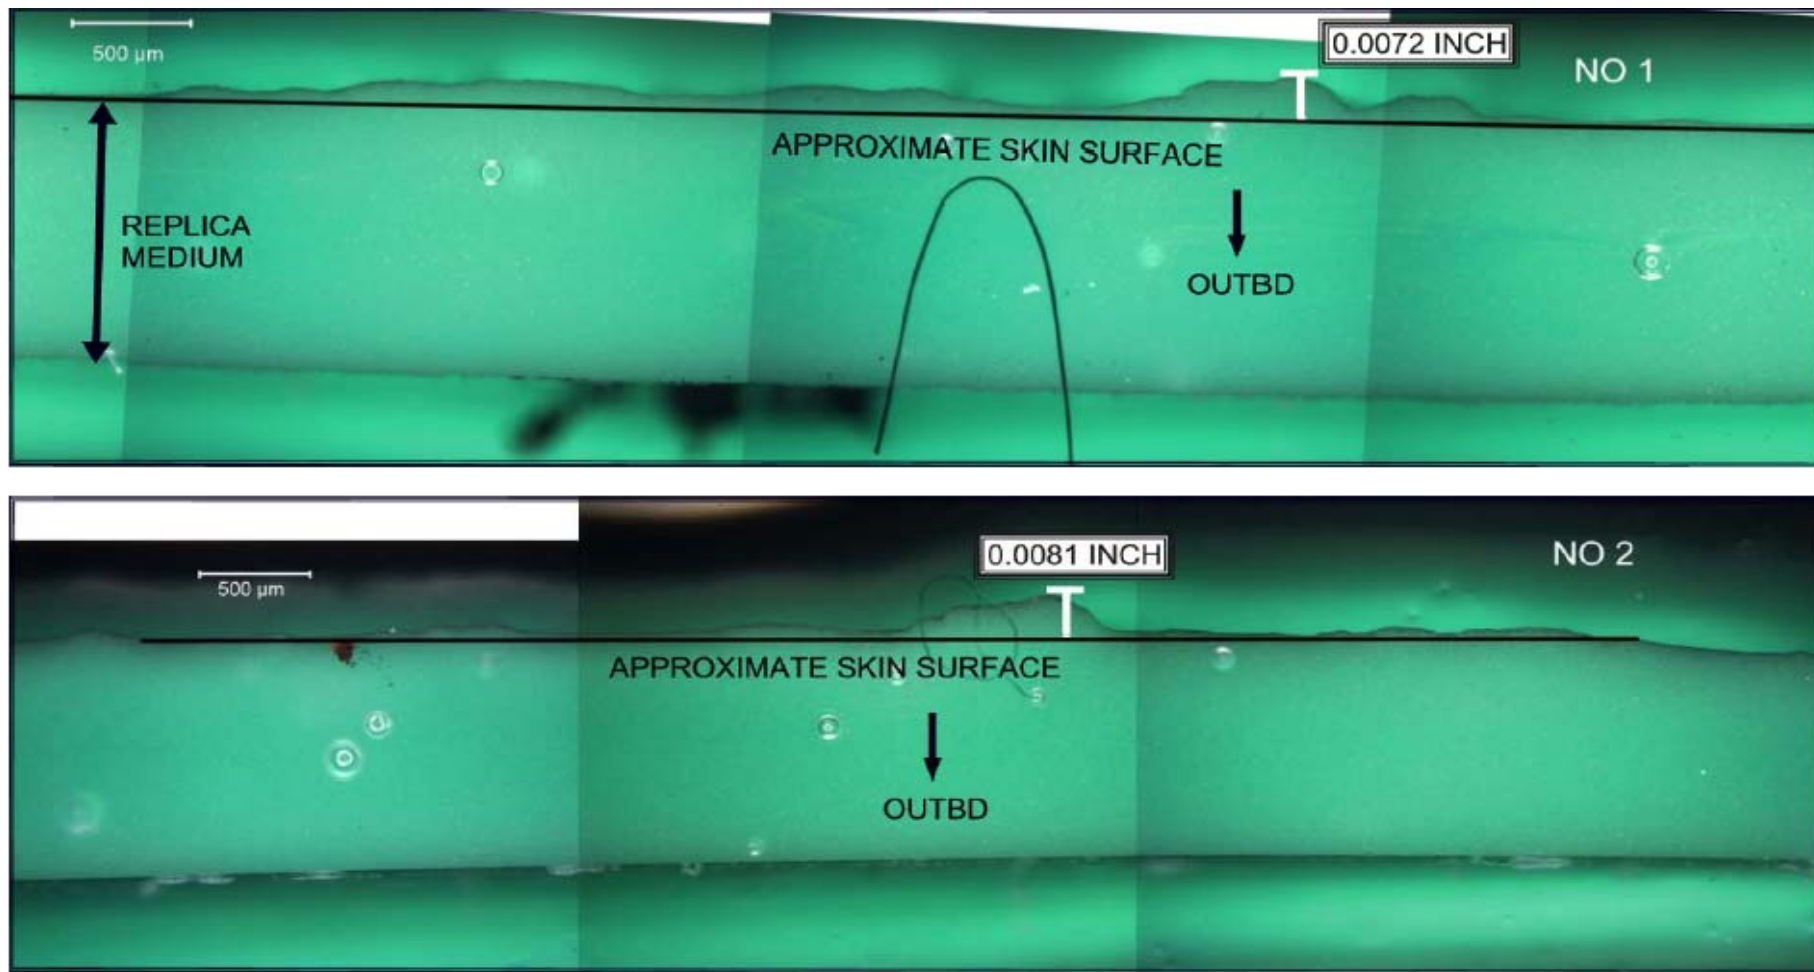 500 µm
0.0072 INCH
NO 1
APPROXIMATE SKIN SURFACE
REPLICA
MEDIUM
OUTBD
0.0081 INCH
NO 2
500 µm
APPROXIMATE SKIN SURFACE
OUTBD